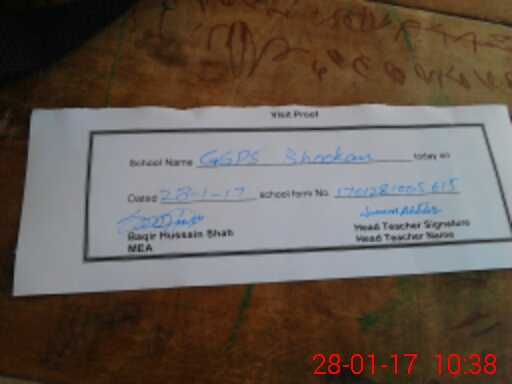 Visit Proof
School Name GGPS Shookan today on
Dated 28-1-17 school form No. 1701281005615
Baqir Hussain Shah
MEA
Head Teacher Signature
Head Teacher Name
28-01-17 10:38